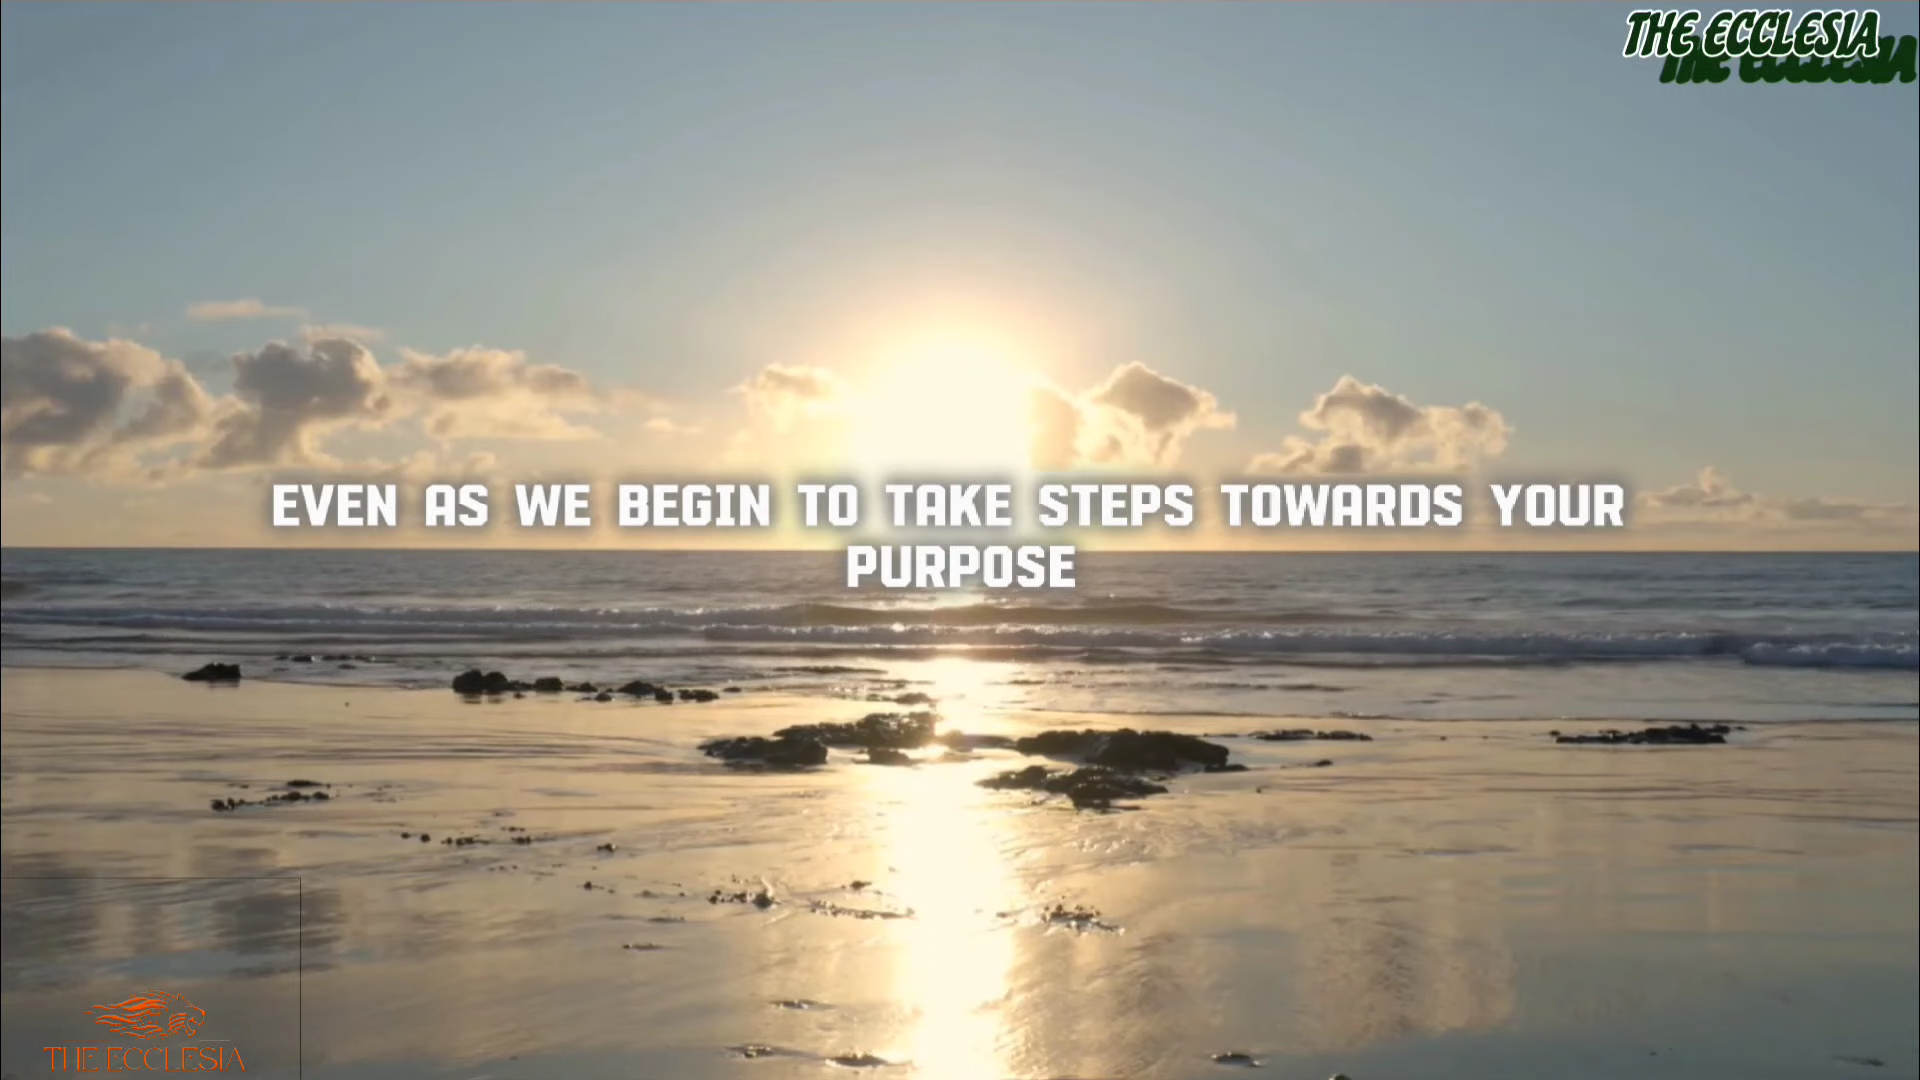 THE ECCLESIA
EVEN AS WE BEGIN TO TAKE STEPS TOWARDS YOUR
PURPOSE
THE ECCLESIA